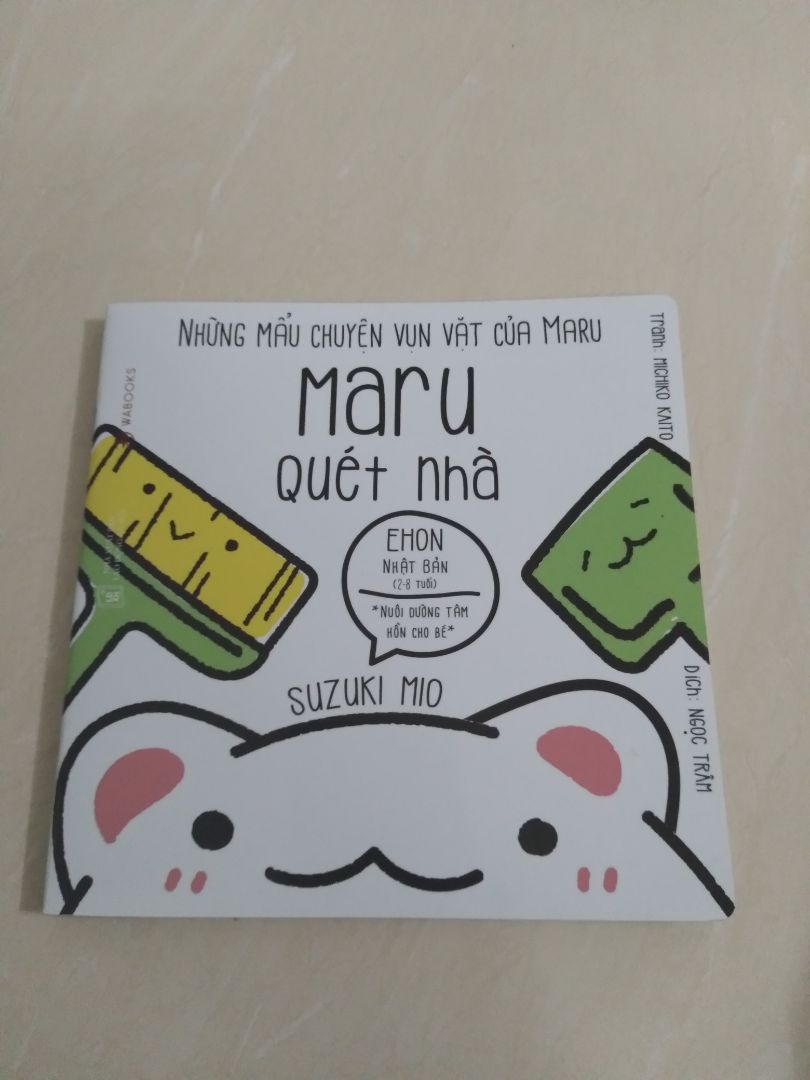 NHỮNG MẨU CHUYỆN VỤN VẶT CỦA MARU
Maru
quét nhà
EHON
NHẬT BẢN
(2-8 TUỔI)
*NUÔI DƯỠNG TÂM
HỒN CHO BÉ*
SUZUKI MIO
Tranh: MICHIKO KAITO
Dịch: NGỌC TRÂM
WABOOKS